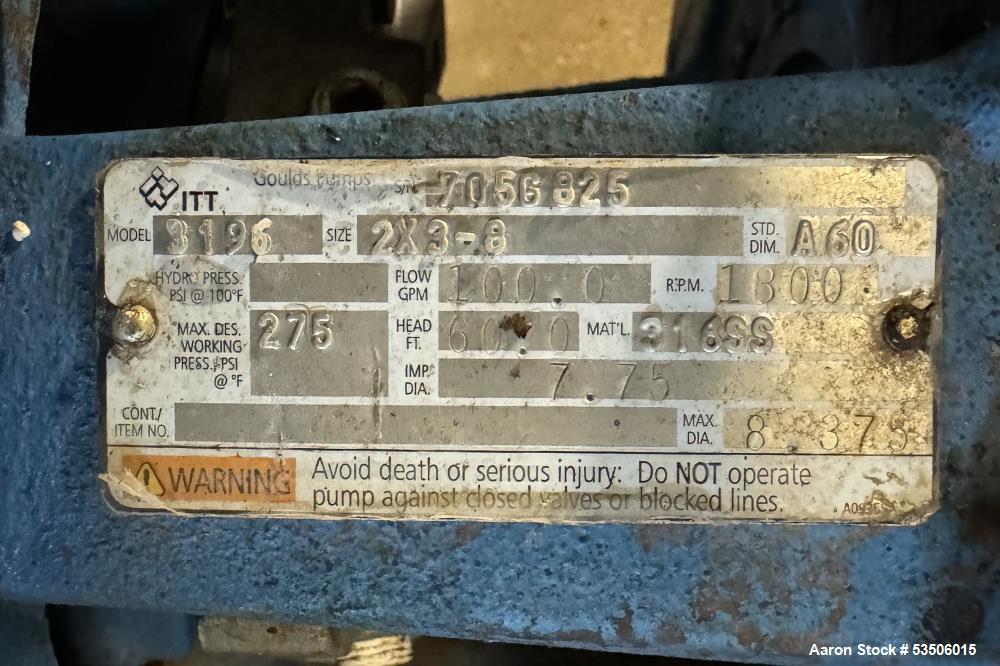 ITT Goulds Pumps S/N 705G825
MODEL 3196 SIZE 2X3-8 STD. DIM. A60
HYDRO PRESS. PSI @ 100°F FLOW GPM 100.0 R.P.M. 1800
MAX. DES. WORKING PRESS. PSI @ °F 275 HEAD FT. 60.0 MAT'L. 316SS
IMP. DIA. 7.75
CONT./ ITEM NO. MAX. DIA. 8.375
WARNING Avoid death or serious injury: Do NOT operate
pump against closed valves or blocked lines.
Aaron Stock # 53506015